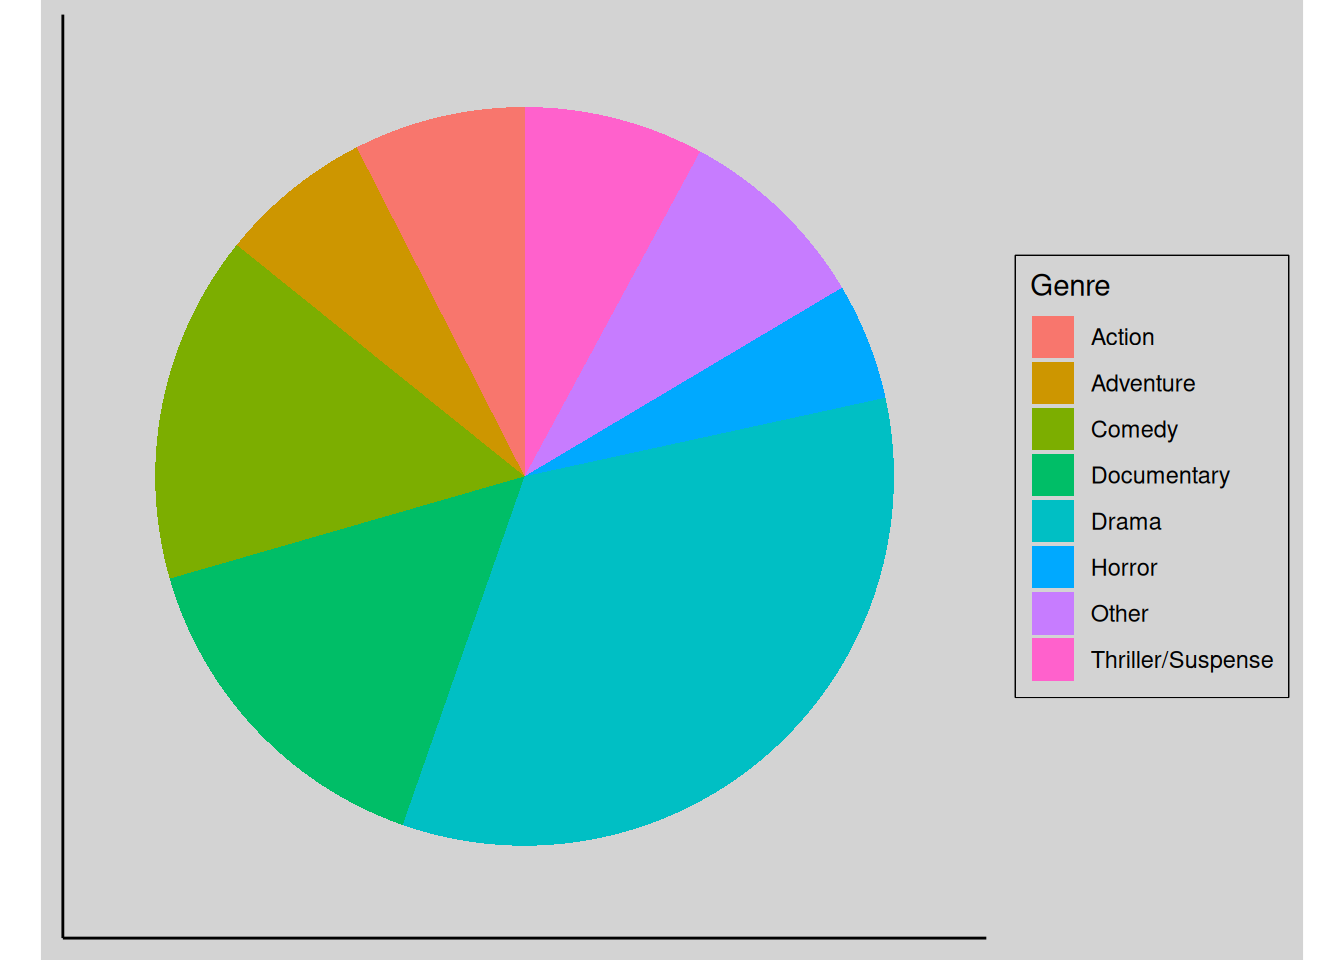 Genre
Action
Adventure
Comedy
Documentary
Drama
Horror
Other
Thriller/Suspense